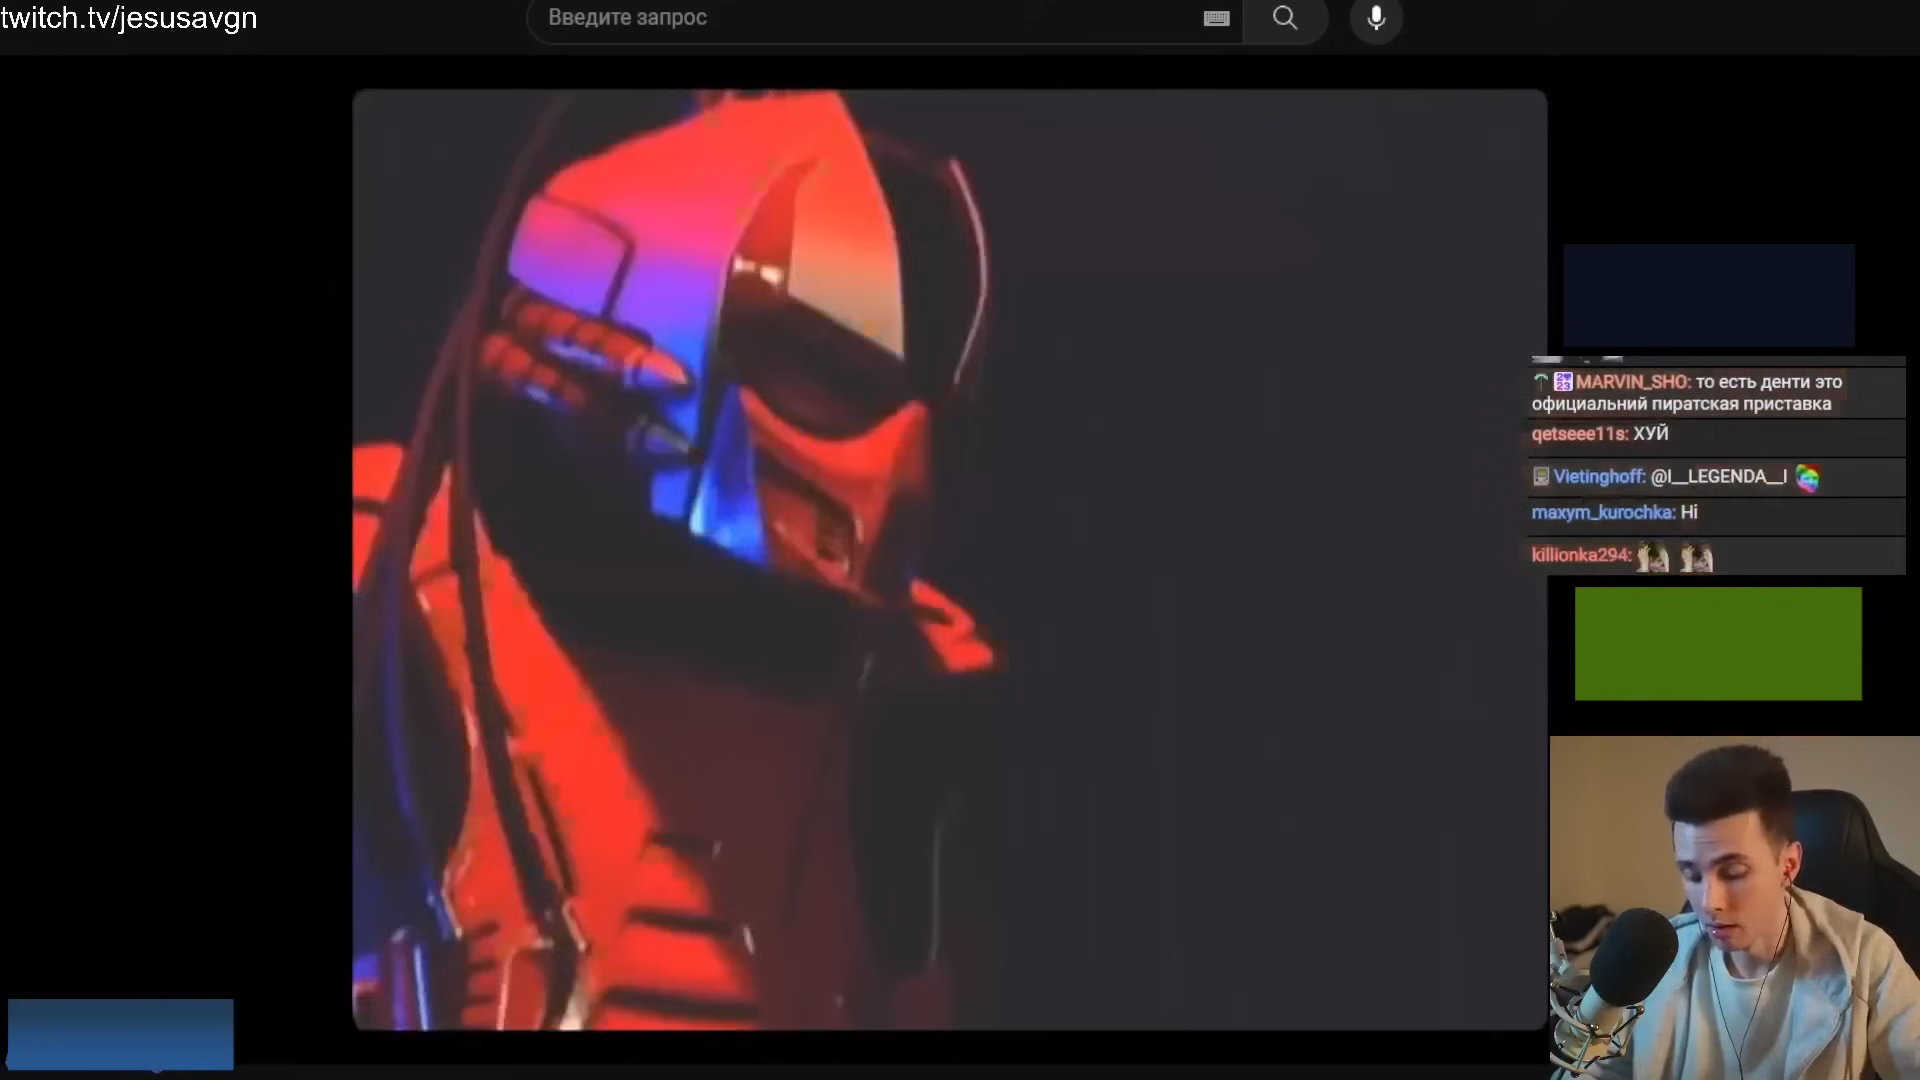 twitch.tv/jesusavgn
Введите запрос
MARVIN_SHO: то есть денти это
официальний пиратская приставка
qetseee11s: ХУЙ
Vietinghoff: @I__LEGENDA__I
maxym_kurochka: Hi
killionka294: